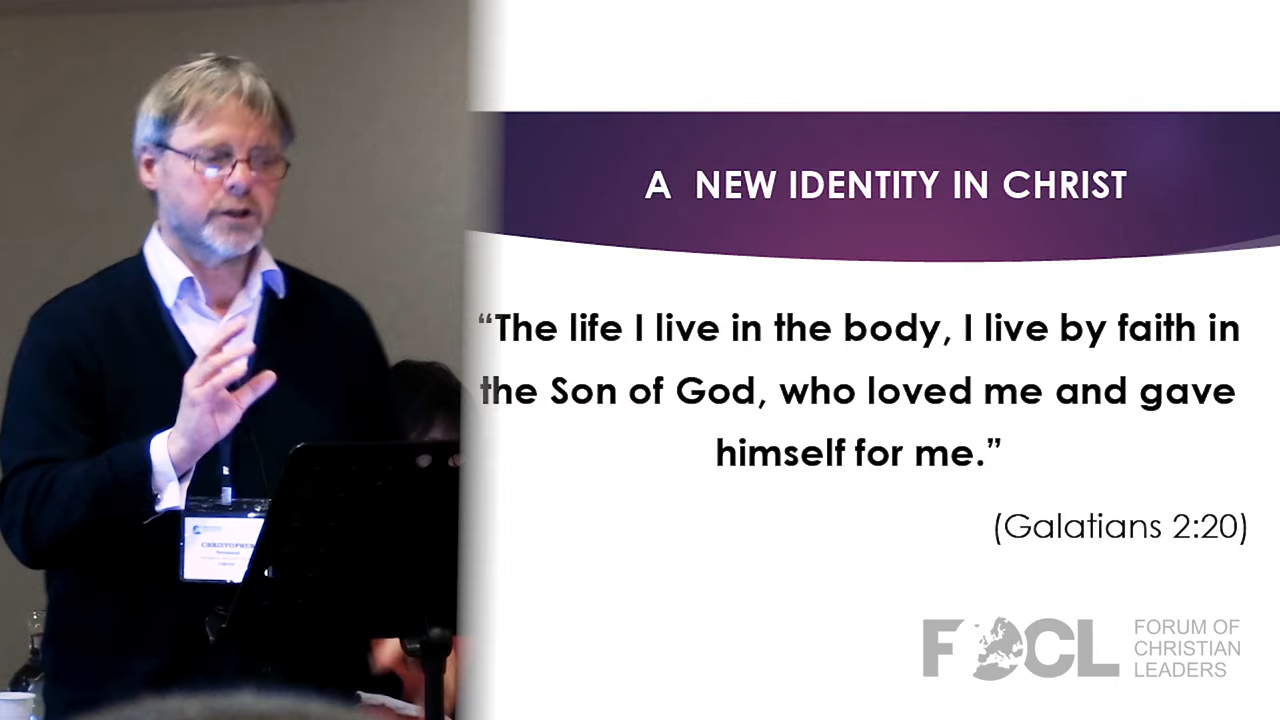 A NEW IDENTITY IN CHRIST
“The life I live in the body, I live by faith in
the Son of God, who loved me and gave
himself for me.”
(Galatians 2:20)
FOCL
FORUM OF
CHRISTIAN
LEADERS
CHRISTOPHER